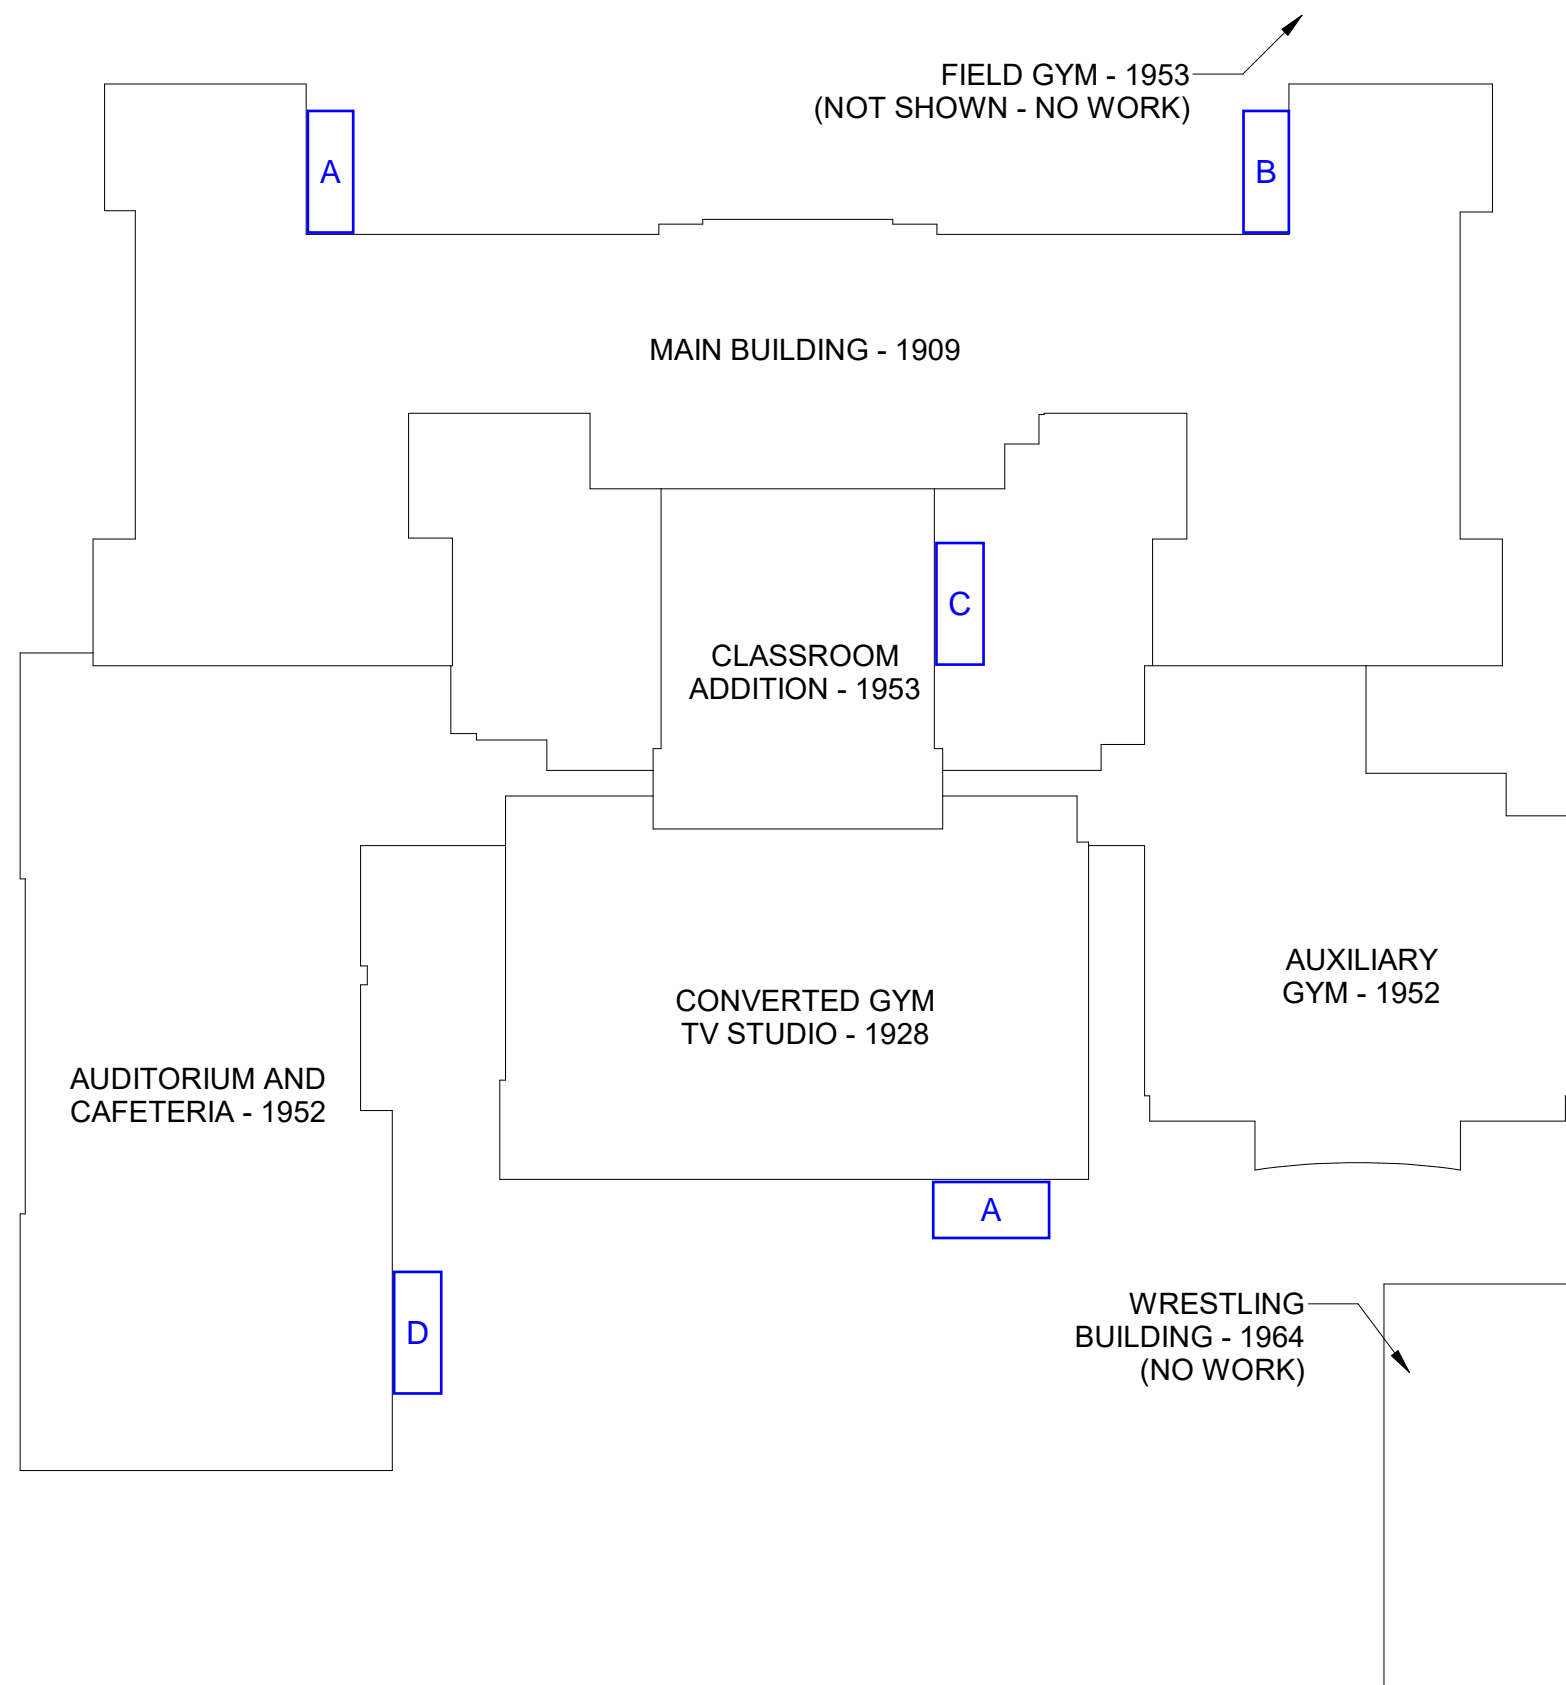 FIELD GYM - 1953
(NOT SHOWN - NO WORK)
A
B
MAIN BUILDING - 1909
C
CLASSROOM
ADDITION - 1953
AUXILIARY
GYM - 1952
CONVERTED GYM
TV STUDIO - 1928
AUDITORIUM AND
CAFETERIA - 1952
A
D
WRESTLING
BUILDING - 1964
(NO WORK)